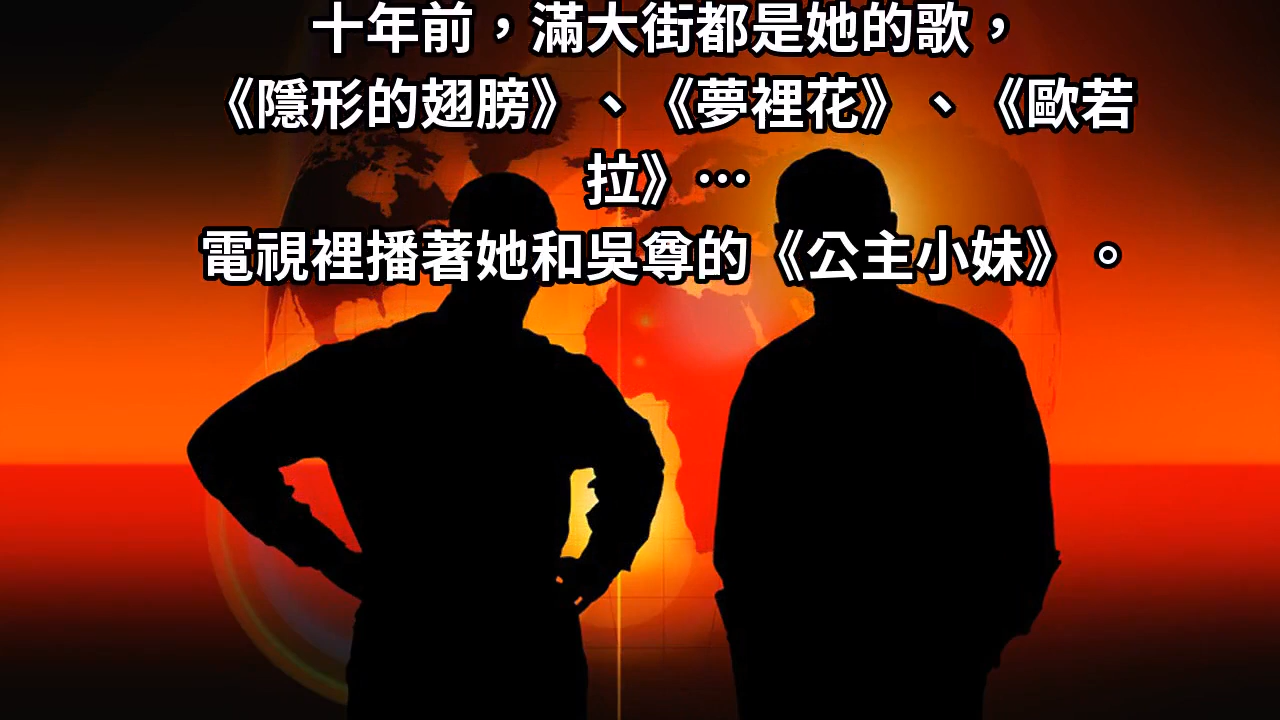 十年前，滿大街都是她的歌，
《隱形的翅膀》、《夢裡花》、《歐若
拉》…
電視裡播著她和吳尊的《公主小妹》。